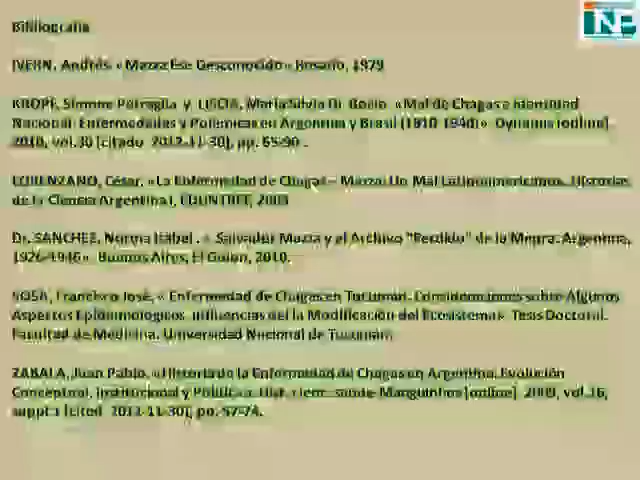 Bibliografía
IVERN, Andrés. « Mazza Ese Desconocido» Rosario, 1979
KROPF, Simone Petraglia y LISCIA, María Silvia Di. Bosio. «Mal de Chagas e Identidad
Nacional. Enfermedades y Polémicas en Argentina y Brasil (1910-1940)» Dynamis [online]
2010, vol.30 [citado 2012-11-30], pp. 65-90 .
LORENZANO, César, «La Enfermedad de Chagas – Mazza: Un Mal Latinoamericano». Historias
de la Ciencia Argentina I, EDUNTREF, 2003
Dr. SANCHEZ, Norma Isabel . « Salvador Mazza y el Archivo "Perdido" de la Mepra. Argentina,
1926-1946» Buenos Aires, El Guion, 2010.
SOSA, Francisco José, « Enfermedad de Chagas en Tucumán. Consideraciones sobre Algunos
Aspectos Epidemiológicos. Influencias del la Modificación del Ecosistema» Tesis Doctoral.
Facultad de Medicina. Universidad Nacional de Tucumán.
ZABALA, Juan Pablo. «Historia de la Enfermedad de Chagas en Argentina. Evolución
Conceptual, Institucional y Política». Hist. cienc. saude-Manguinhos [online] 2009, vol.16,
suppl.1 [cited 2012-11-30], pp. 57-74.